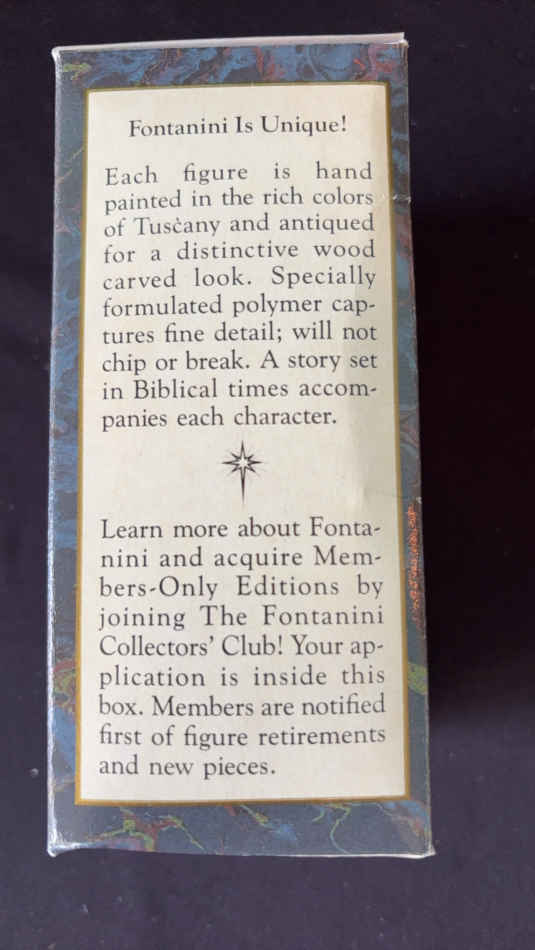 Fontanini Is Unique!
Each figure is hand
painted in the rich colors
of Tuscany and antiqued
for a distinctive wood
carved look. Specially
formulated polymer cap-
tures fine detail; will not
chip or break. A story set
in Biblical times accom-
panies each character.
Learn more about Fonta-
nini and acquire Mem-
bers-Only Editions by
joining The Fontanini
Collectors' Club! Your ap-
plication is inside this
box. Members are notified
first of figure retirements
and new pieces.